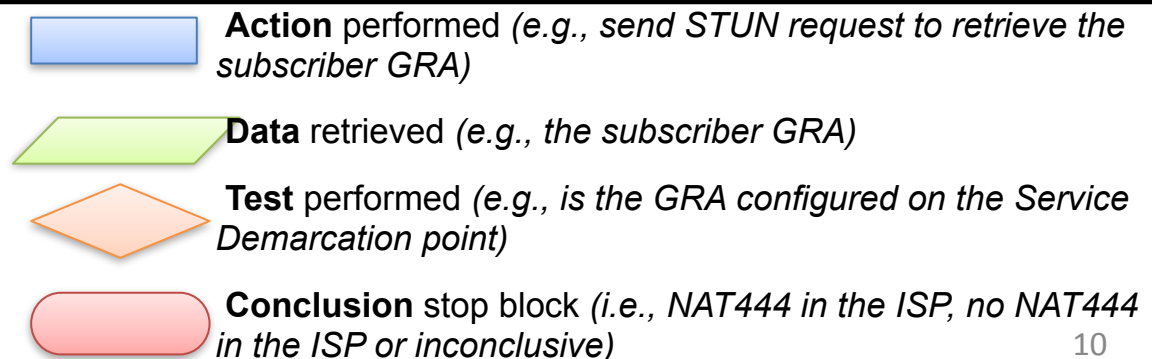 Action performed (e.g., send STUN request to retrieve the
subscriber GRA)
Data retrieved (e.g., the subscriber GRA)
Test performed (e.g., is the GRA configured on the Service
Demarcation point)
Conclusion stop block (i.e., NAT444 in the ISP, no NAT444
in the ISP or inconclusive)
10